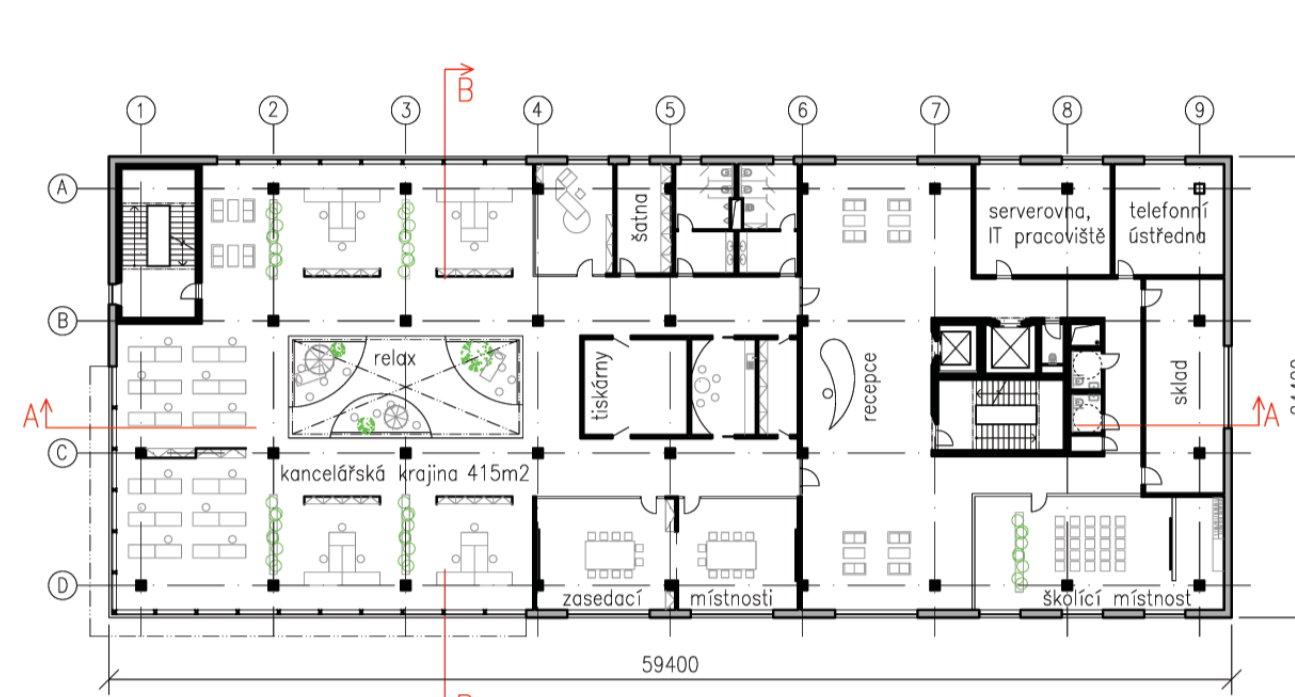 B
1 2 3 4 5 6 7 8 9
A
šatna
serverovna,
IT pracoviště
telefonní
ústředna
B
relax
tiskárny
recepce
sklad
A
A
C
kancelářská krajina 415m2
D
zasedací místnosti
školící místnost
59400